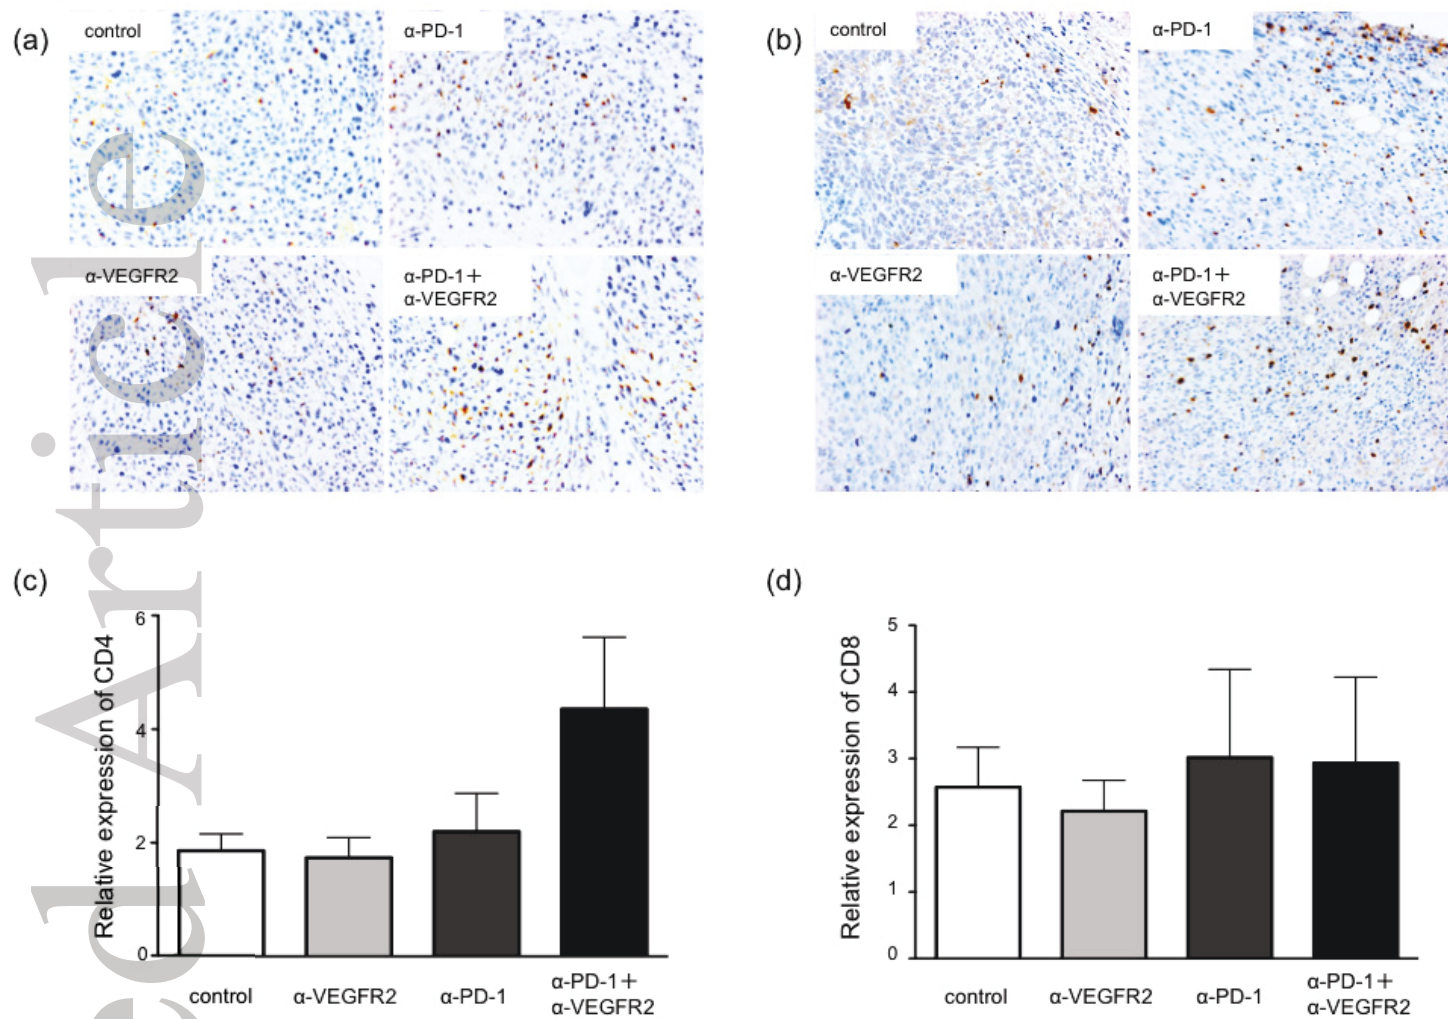 (a)
control
α-PD-1
α-VEGFR2
α-PD-1+
α-VEGFR2
(b)
control
α-PD-1
α-VEGFR2
α-PD-1+
α-VEGFR2
(c)
Relative expression of CD4
6
4
2
0
control
α-VEGFR2
α-PD-1
α-PD-1+
α-VEGFR2
(d)
Relative expression of CD8
5
4
3
2
1
0
control
α-VEGFR2
α-PD-1
α-PD-1+
α-VEGFR2
ed Article